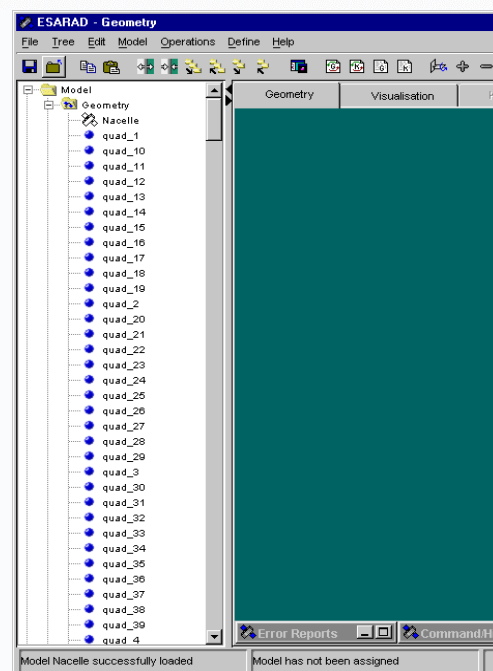 ESARAD - Geometry
File Tree Edit Model Operations Define Help
Model
Geometry
Nacelle
quad_1
quad_10
quad_11
quad_12
quad_13
quad_14
quad_15
quad_16
quad_17
quad_18
quad_19
quad_2
quad_20
quad_21
quad_22
quad_23
quad_24
quad_25
quad_26
quad_27
quad_28
quad_29
quad_3
quad_30
quad_31
quad_32
quad_33
quad_34
quad_35
quad_36
quad_37
quad_38
quad_39
quad_4
Geometry Visualisation
Error Reports Command/H
Model Nacelle successfully loaded Model has not been assigned